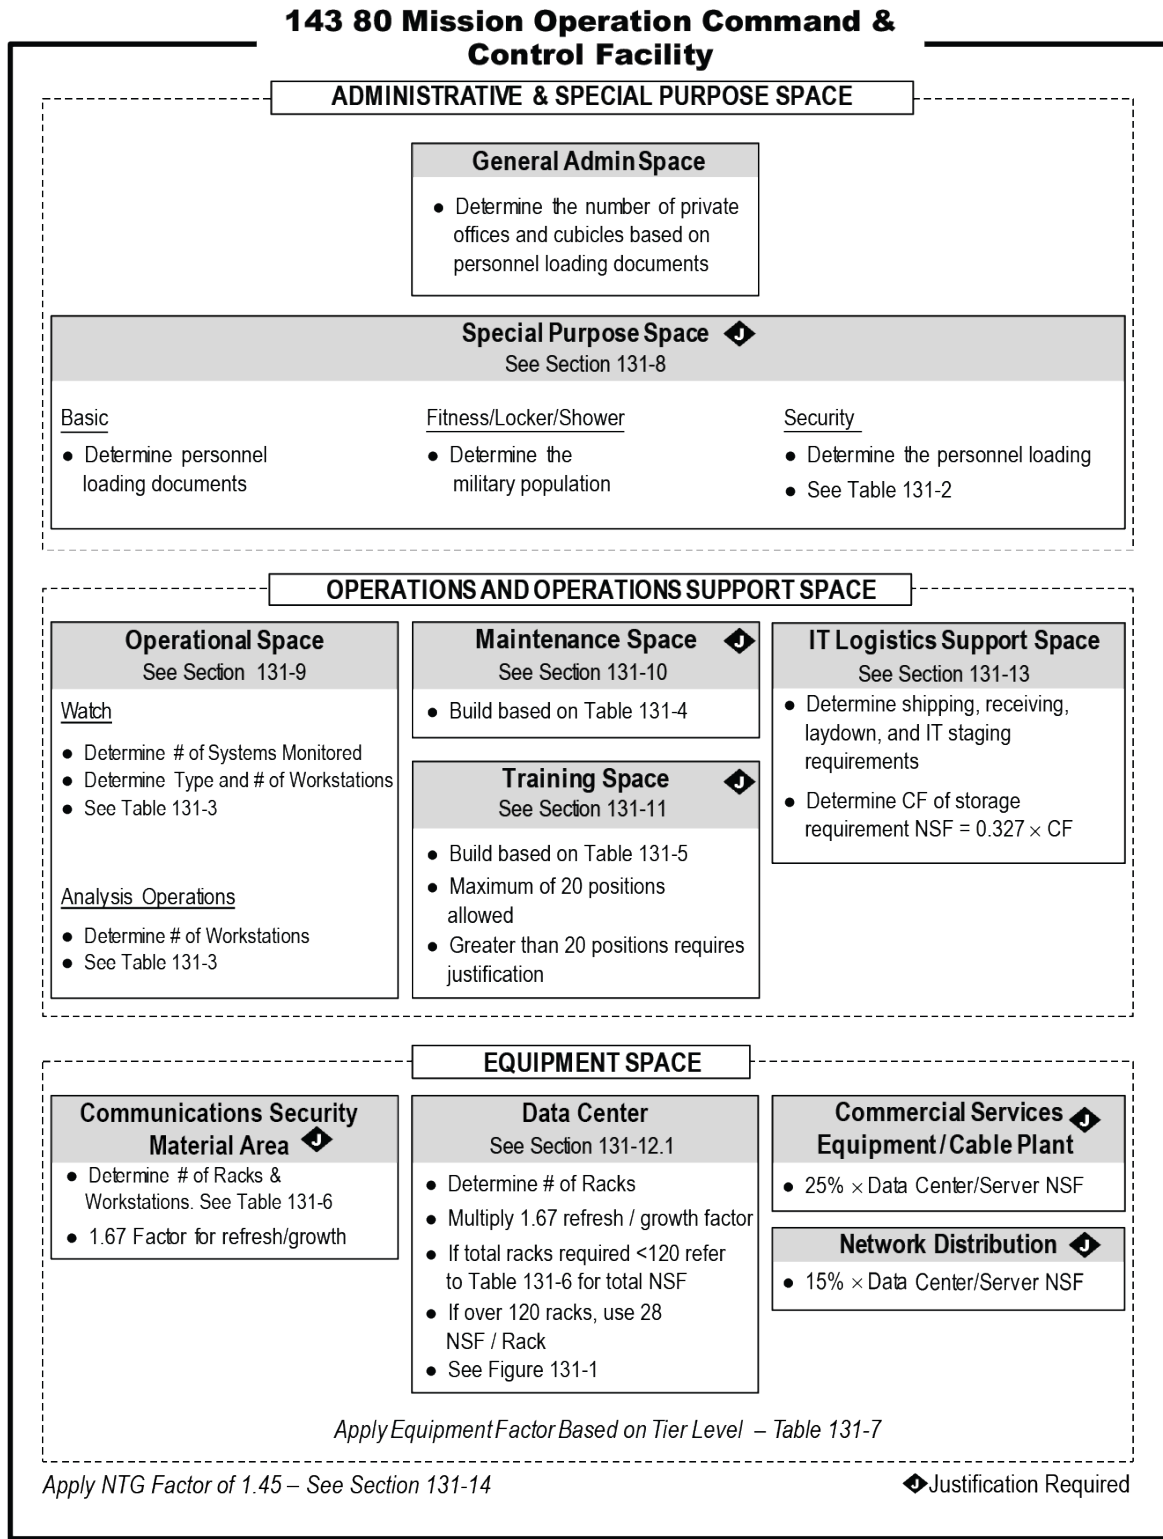 143 80 Mission Operation Command &
Control Facility
ADMINISTRATIVE & SPECIAL PURPOSE SPACE
General Admin Space
● Determine the number of private
offices and cubicles based on
personnel loading documents
Special Purpose Space J
See Section 131-8
Basic
● Determine personnel
loading documents
Fitness/Locker/Shower
● Determine the
military population
Security
● Determine the personnel loading
● See Table 131-2
OPERATIONS AND OPERATIONS SUPPORT SPACE
Operational Space
See Section 131-9
Watch
● Determine # of Systems Monitored
● Determine Type and # of Workstations
● See Table 131-3
Analysis Operations
● Determine # of Workstations
● See Table 131-3
Maintenance Space J
See Section 131-10
● Build based on Table 131-4
Training Space J
See Section 131-11
● Build based on Table 131-5
● Maximum of 20 positions
allowed
● Greater than 20 positions requires
justification
IT Logistics Support Space
See Section 131-13
● Determine shipping, receiving,
laydown, and IT staging
requirements
● Determine CF of storage
requirement NSF = 0.327 × CF
EQUIPMENT SPACE
Communications Security
Material Area J
● Determine # of Racks &
Workstations. See Table 131-6
● 1.67 Factor for refresh/growth
Data Center
See Section 131-12.1
● Determine # of Racks
● Multiply 1.67 refresh / growth factor
● If total racks required <120 refer
to Table 131-6 for total NSF
● If over 120 racks, use 28
NSF / Rack
● See Figure 131-1
Commercial Services J
Equipment / Cable Plant
● 25% × Data Center/Server NSF
Network Distribution J
● 15% × Data Center/Server NSF
Apply Equipment Factor Based on Tier Level – Table 131-7
Apply NTG Factor of 1.45 – See Section 131-14
J Justification Required